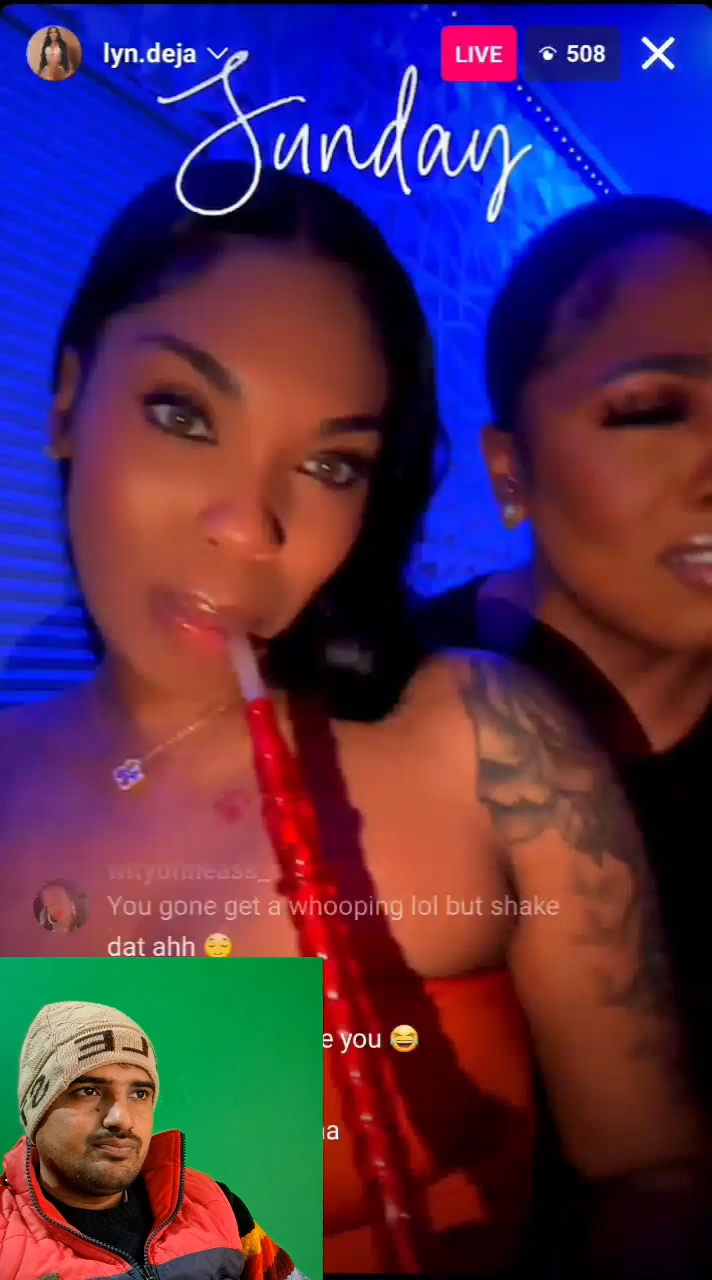 lyn.deja
LIVE
508
Sunday
You gone get a whooping lol but shake
dat ahh 😌
e you 😂